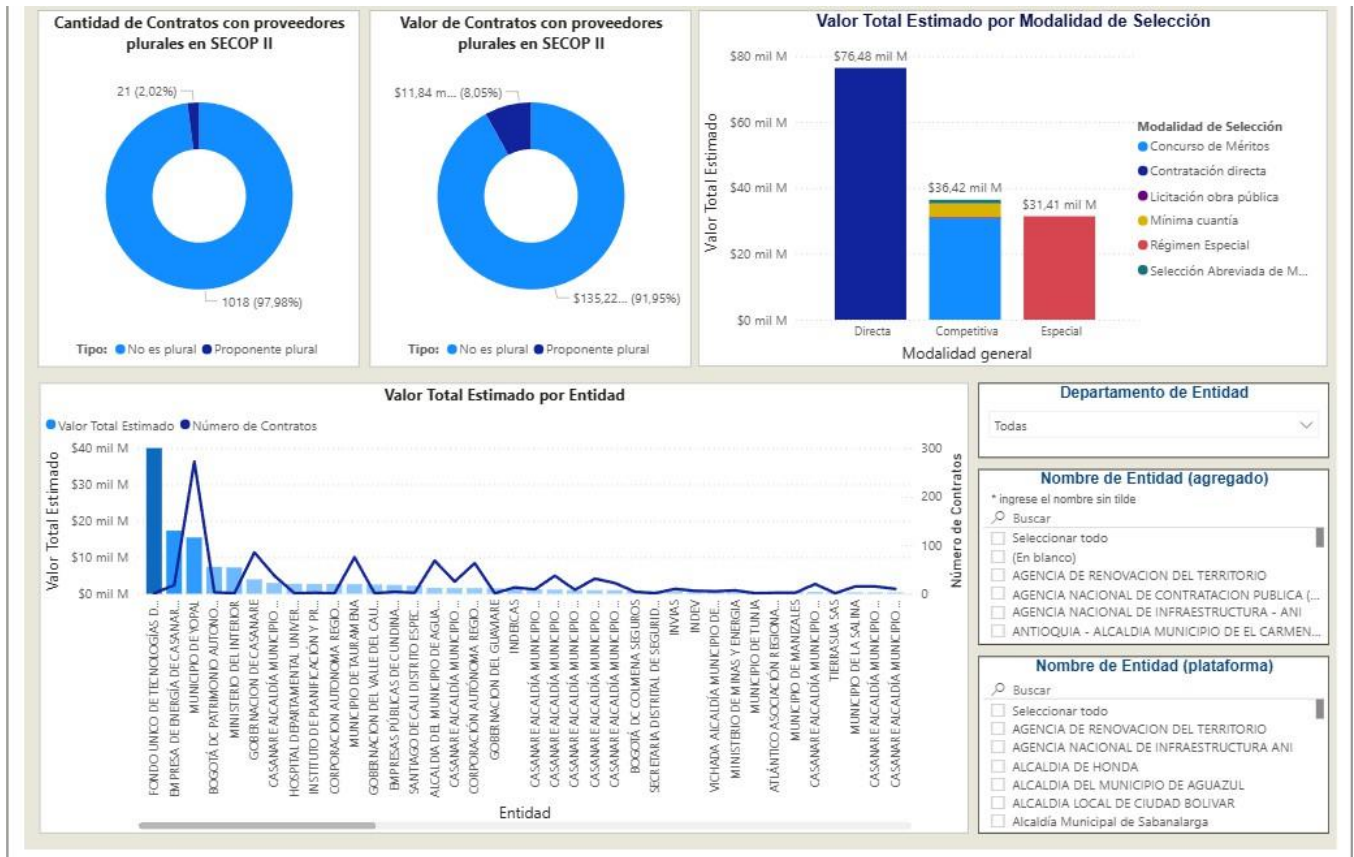 Cantidad de Contratos con proveedores
plurales en SECOP II
21 (2,02%)
1018 (97,98%)
Tipo: No es plural Proponente plural
Valor de Contratos con proveedores
plurales en SECOP II
$11,84 m... (8,05%)
$135,22... (91,95%)
Tipo: No es plural Proponente plural
Valor Total Estimado por Modalidad de Selección
Valor Total Estimado
$80 mil M
$60 mil M
$40 mil M
$20 mil M
$0 mil M
$76,48 mil M
$36,42 mil M
$31,41 mil M
Directa
Competitiva
Especial
Modalidad general
Modalidad de Selección
Concurso de Méritos
Contratación directa
Licitación obra pública
Mínima cuantía
Régimen Especial
Selección Abreviada de M...
Valor Total Estimado por Entidad
Valor Total Estimado Número de Contratos
Valor Total Estimado
$40 mil M
$30 mil M
$20 mil M
$10 mil M
$0 mil M
300
200
100
0
Número de Contratos
FONDO UNICO DE TECNOLOGÍAS D...
EMPRESA DE ENERGÍA DE CASANAR...
MUNICIPIO D EYOPAL
BOGOTÁ DC PATRIMONIO AUTONO...
MINISTERIO DEL INTERIOR
GOBERNACION DE CASANARE
CASANARE ALCALDÍA MUNICIPIO ...
HOSPITAL DEPARTAMENTAL UNIVER...
INSTITUTO DE PLANIFICACIÓN Y PR...
CORPORACION AUTONOMA REGIO...
MUNICIPIO DE TAURAMENA
GOBERNACION DEL VALLE DEL CAU...
EMPRESAS PÚBLICAS DE CUNDINA...
SANTIAGO DE CALI DISTRITO ESPEC...
ALCALDIA DEL MUNICIPIO DE AGUA...
CASANARE ALCALDÍA MUNICIPIO ...
CORPORACIÓN AUTÓNOMA REGIO...
GOBERNACION DEL GUAVIARE
INDERCAS
CASANARE ALCALDÍA MUNICIPIO ...
CASANARE ALCALDÍA MUNICIPIO ...
CASANARE ALCALDÍA MUNICIPIO ...
CASANARE ALCALDÍA MUNICIPIO ...
CASANARE ALCALDÍA MUNICIPIO ...
BOGOTÁ DC COLMENA SEGUROS
SECRETARIA DISTRITAL DE SEGURID...
INVIAS
INDEV
VICHADA ALCALDÍA MUNICIPIO DE...
MINISTERIO DE MINAS Y ENERGIA
MUNICIPIO DE TUNJA
ATLÁNTICO ASOCIACIÓN REGIONA...
MUNICIPIO DE MANIZALES
CASANARE ALCALDÍA MUNICIPIO ...
TIERRASUA SAS
MUNICIPIO DE LA SALINA
CASANARE ALCALDÍA MUNICIPIO ...
CASANARE ALCALDÍA MUNICIPIO ...
Entidad
Departamento de Entidad
Todas
Nombre de Entidad (agregado)
* ingrese el nombre sin tilde
Buscar
Seleccionar todo
(En blanco)
AGENCIA DE RENOVACION DEL TERRITORIO
AGENCIA NACIONAL DE CONTRATACION PUBLICA (...
AGENCIA NACIONAL DE INFRAESTRUCTURA - ANI
ANTIOQUIA - ALCALDIA MUNICIPIO DE EL CARMEN...
Nombre de Entidad (plataforma)
Buscar
Seleccionar todo
AGENCIA DE RENOVACION DEL TERRITORIO
AGENCIA NACIONAL DE INFRAESTRUCTURA ANI
ALCALDIA DE HONDA
ALCALDIA DEL MUNICIPIO DE AGUAZUL
ALCALDIA LOCAL DE CIUDAD BOLIVAR
Alcaldía Municipal de Sabanalarga